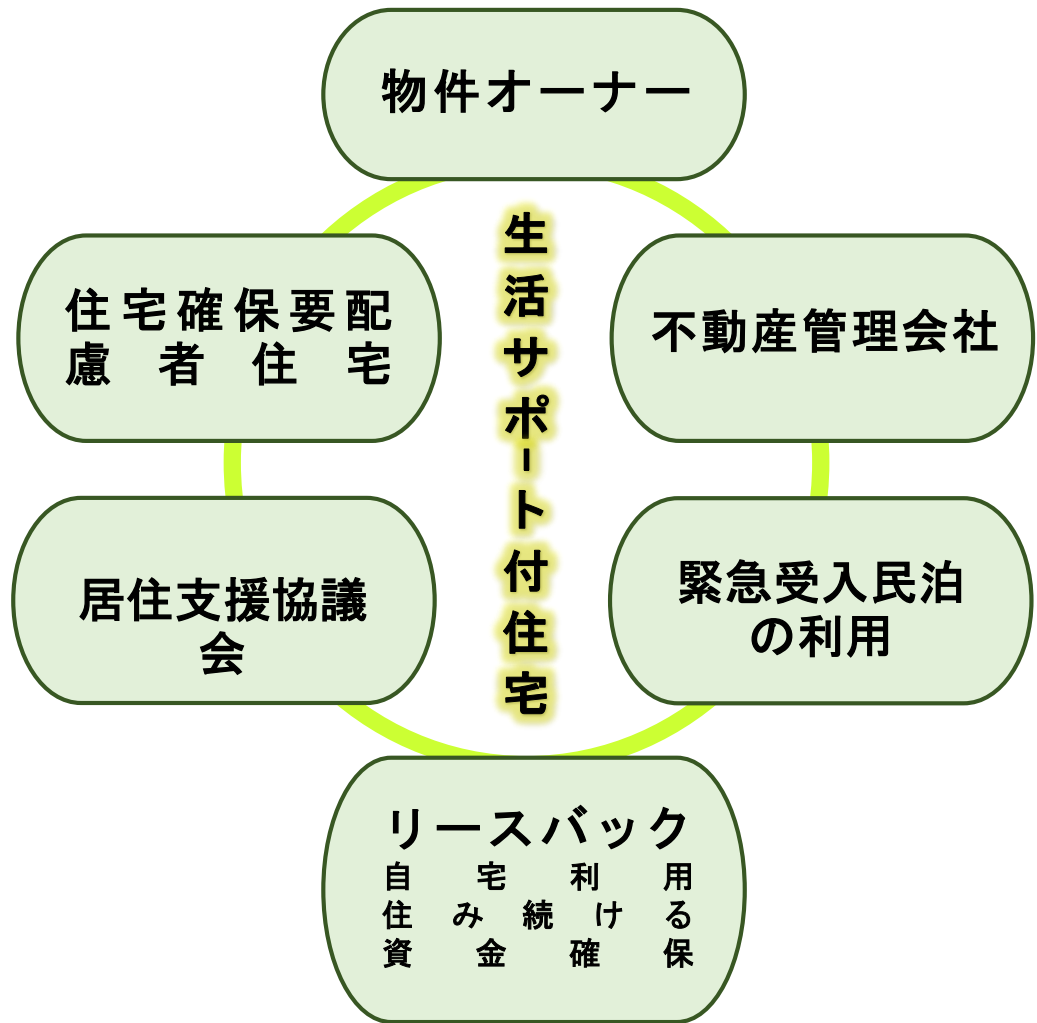 物件オーナー
生活サポート付住宅
住宅確保要配
慮者住宅
不動産管理会社
居住支援協議
会
緊急受入民泊
の利用
リースバック
自宅利用
住み続ける
資金確保